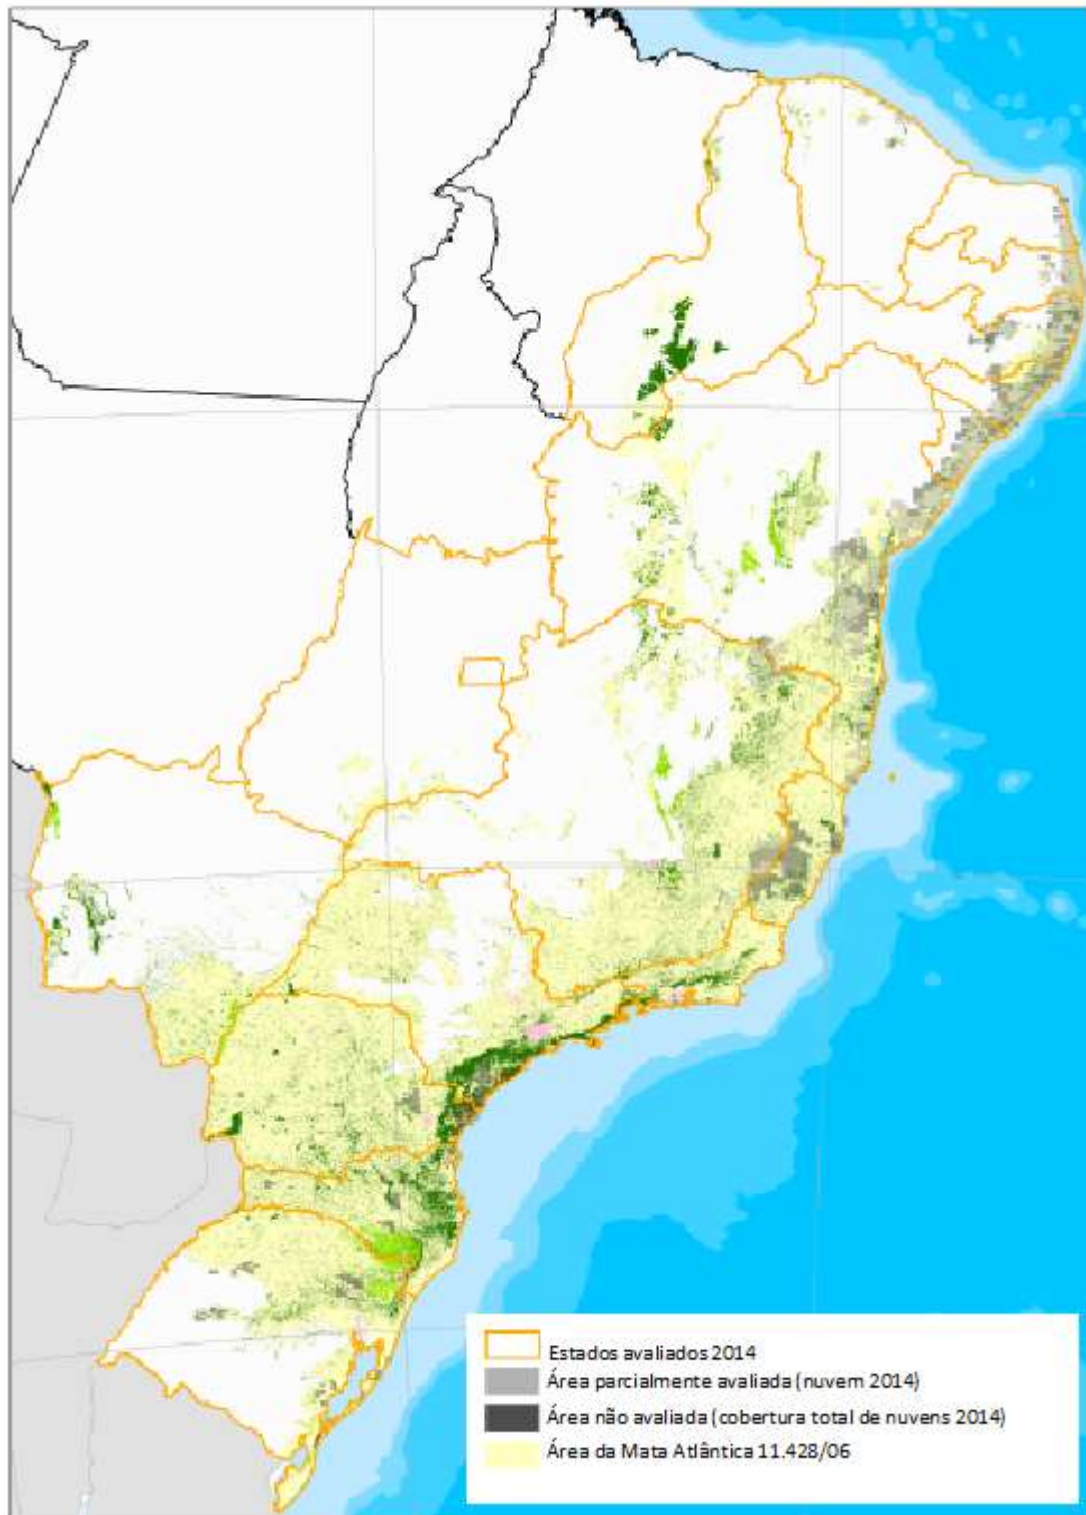 Estados avaliados 2014
Área parcialmente avaliada (nuvem 2014)
Área não avaliada (cobertura total de nuvens 2014)
Área da Mata Atlântica 11.428/06